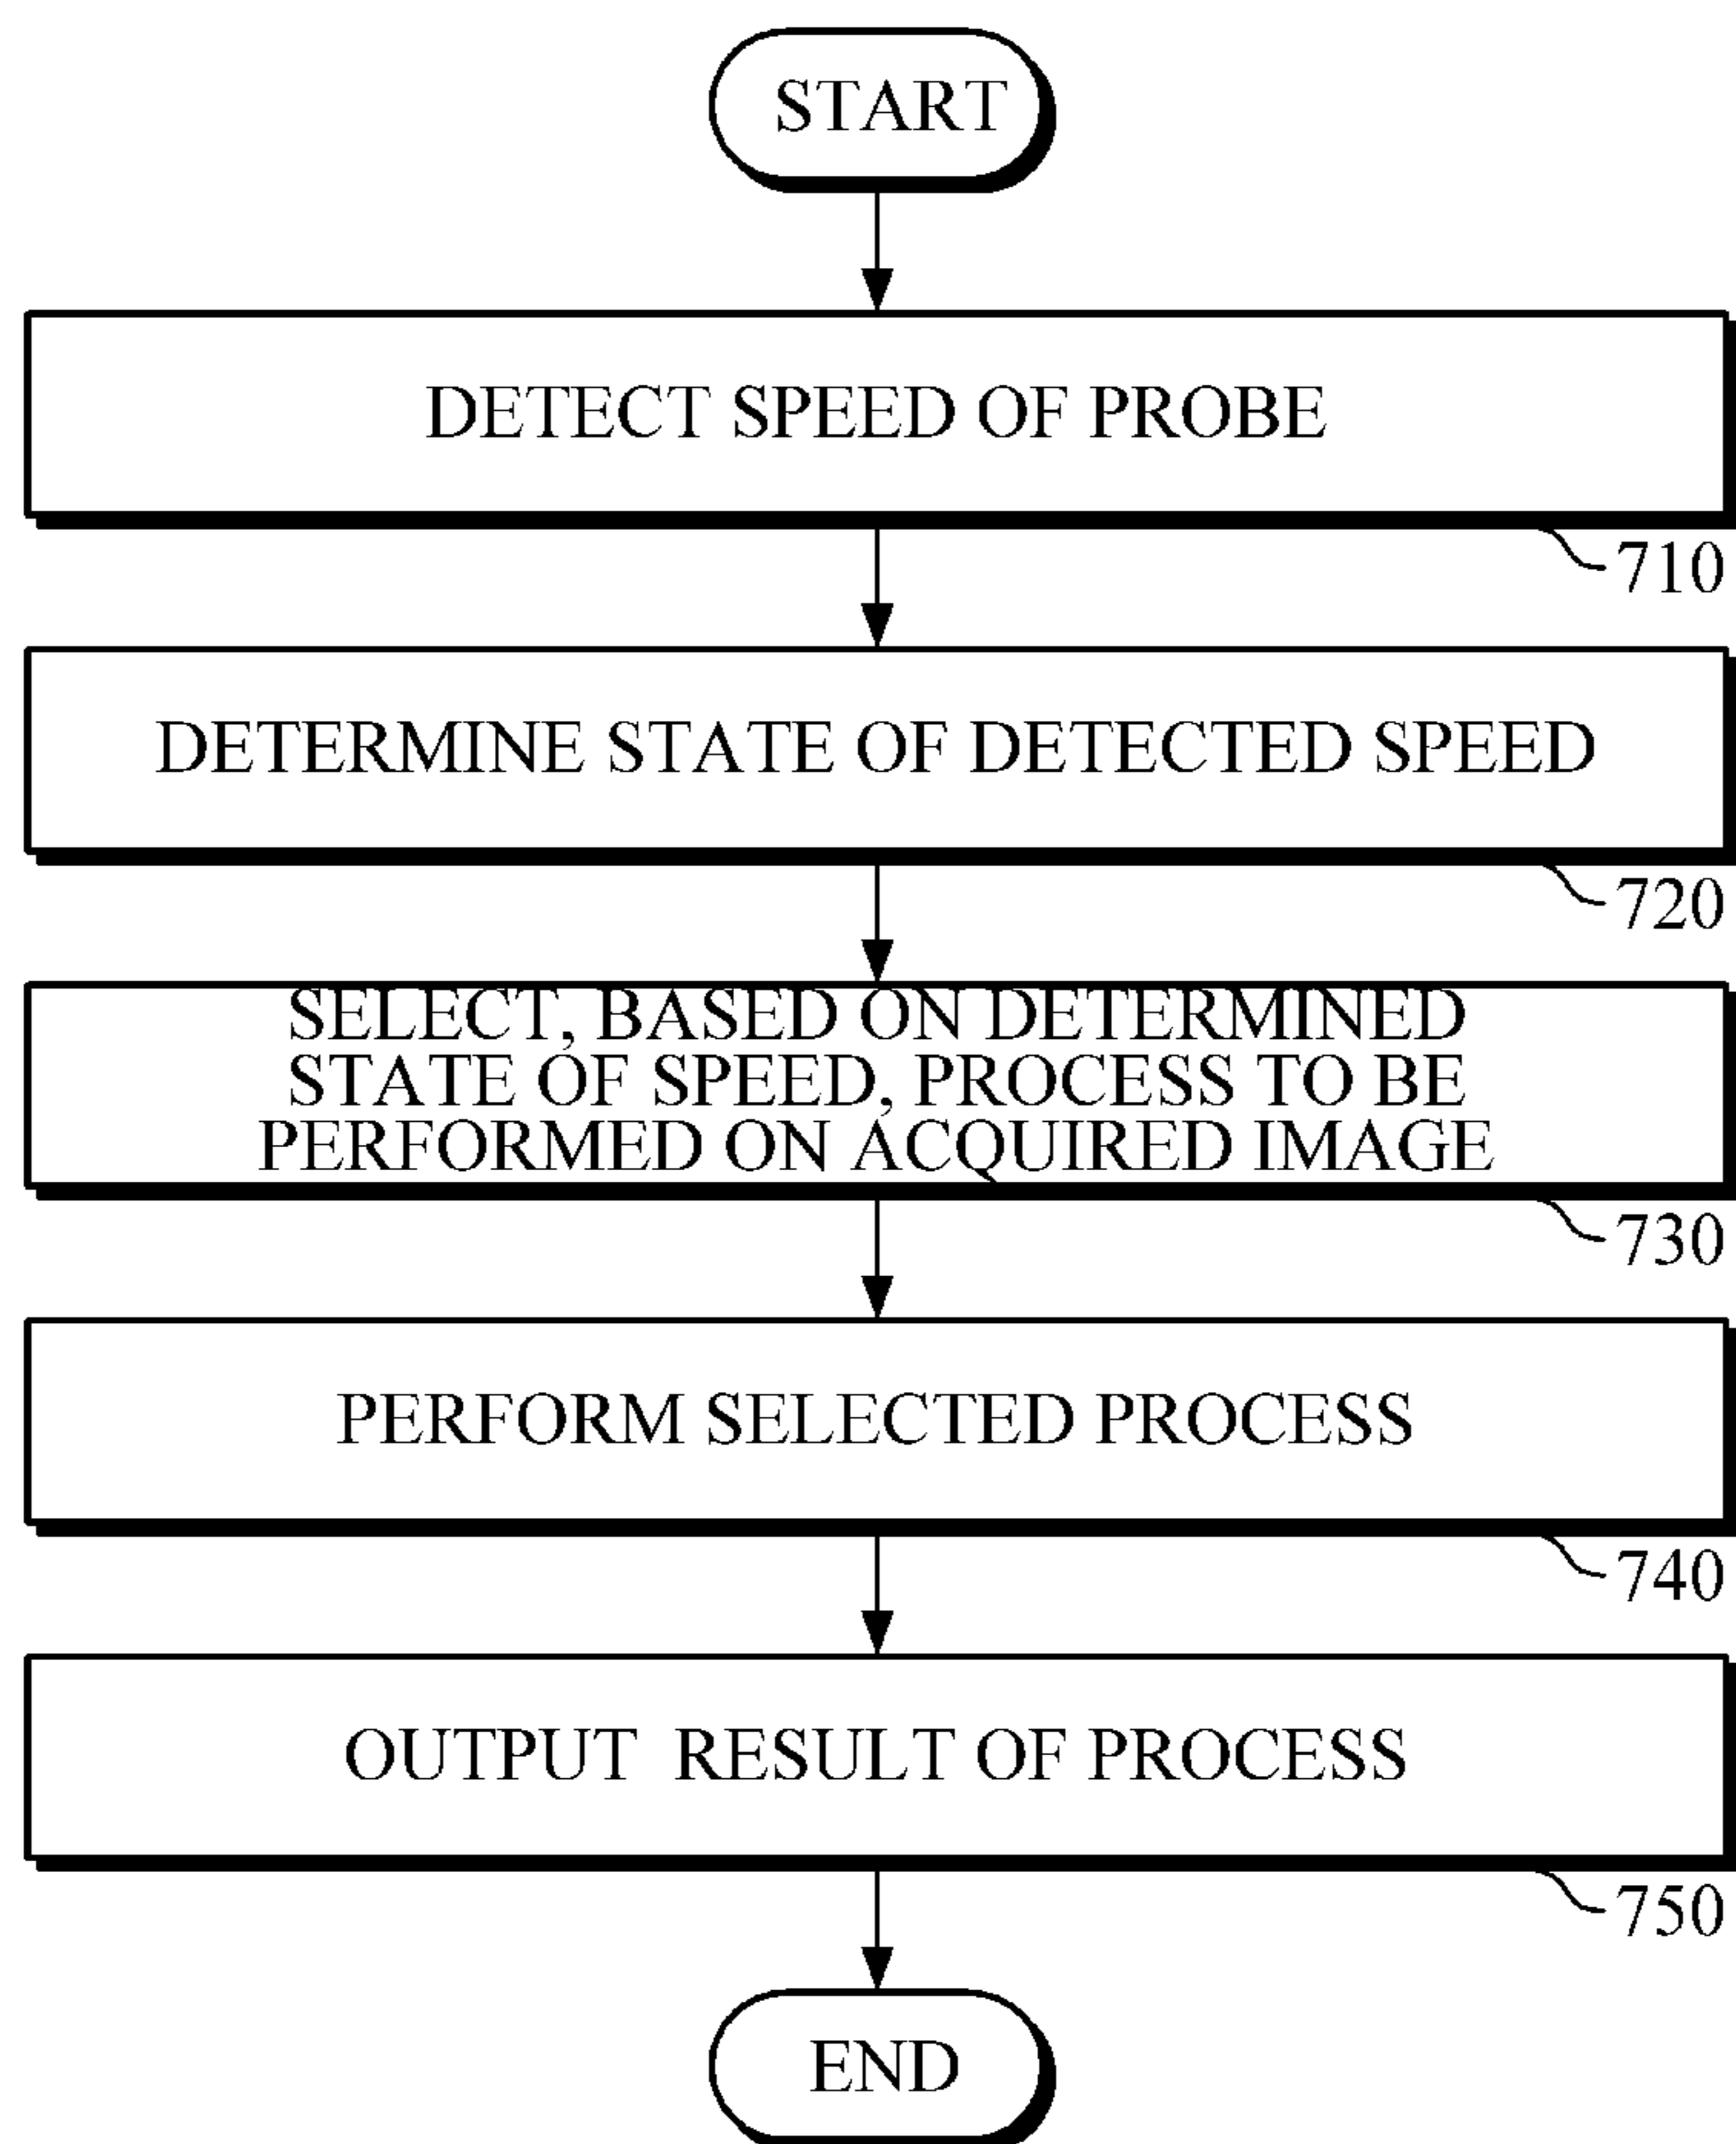 START
DETECT SPEED OF PROBE
710
DETERMINE STATE OF DETECTED SPEED
720
SELECT, BASED ON DETERMINED
STATE OF SPEED, PROCESS TO BE
PERFORMED ON ACQUIRED IMAGE
730
PERFORM SELECTED PROCESS
740
OUTPUT RESULT OF PROCESS
750
END